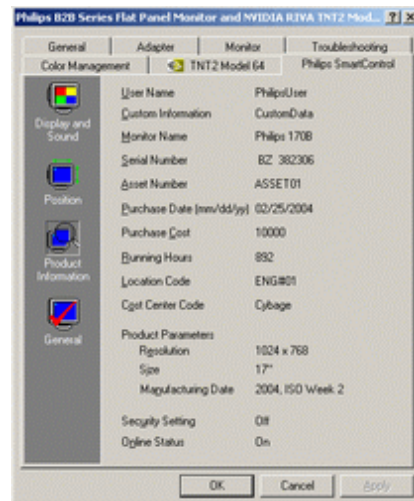 Philips B2B Series Flat Panel Monitor and NVIDIA RIVA TNT2 Mod...
General Adapter Monitor Troubleshooting
Color Management TNT2 Model 64 Philips SmartControl
Display and Sound
Position
Product Information
General
User Name PhilipsUser
Custom Information CustomData
Monitor Name Philips 170B
Serial Number BZ 382306
Asset Number ASSET01
Purchase Date (mm/dd/yy) 02/25/2004
Purchase Cost 10000
Running Hours 892
Location Code ENG#01
Cost Center Code Cybage
Product Parameters
Resolution 1024 x 768
Size 17"
Manufacturing Date 2004, ISO Week 2
Security Setting Off
Online Status On
OK Cancel Apply